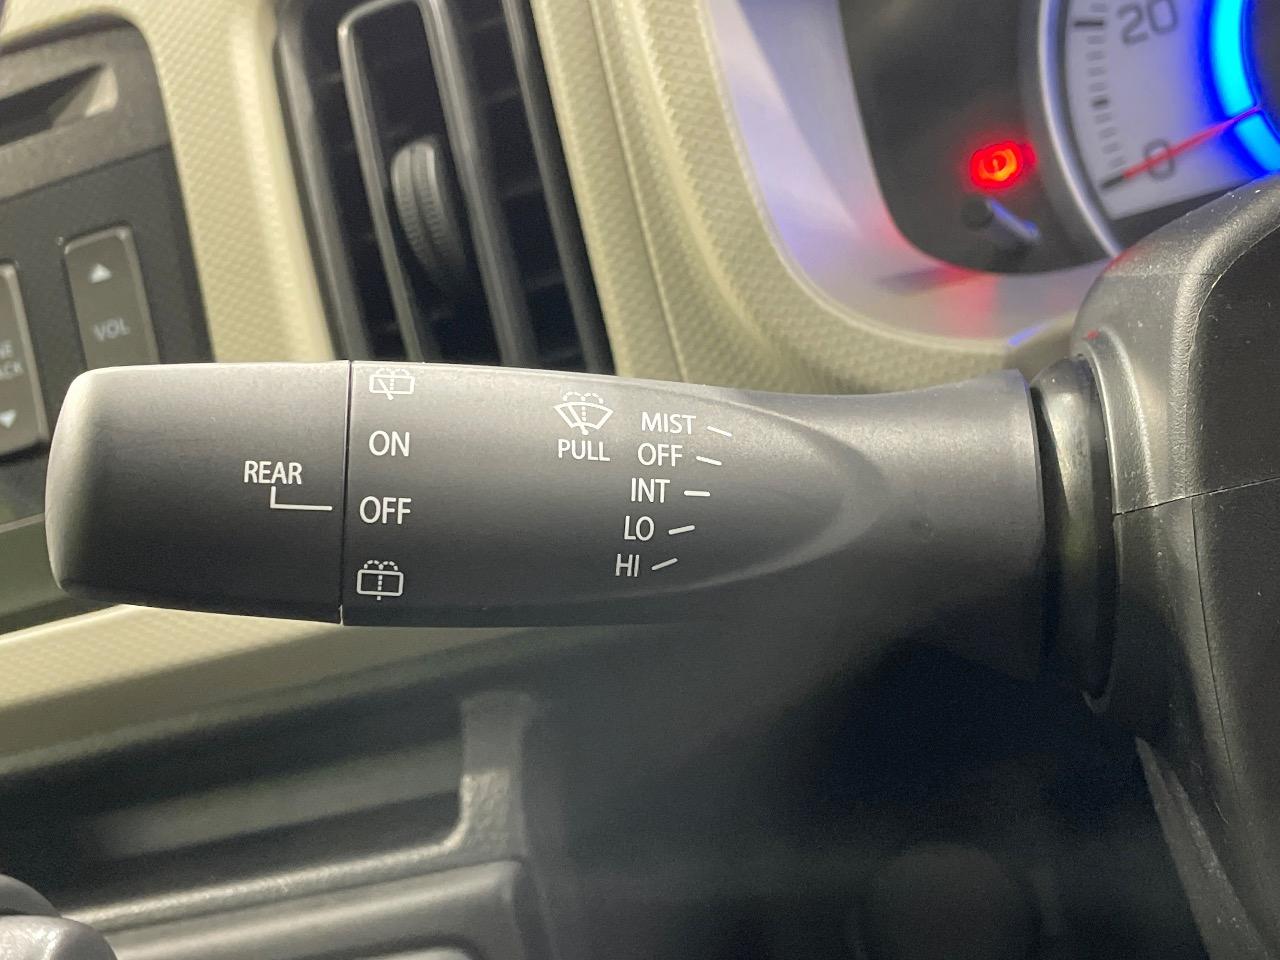 20
0
VOL
REAR
ON
OFF
PULL
MIST
OFF
INT
LO
HI